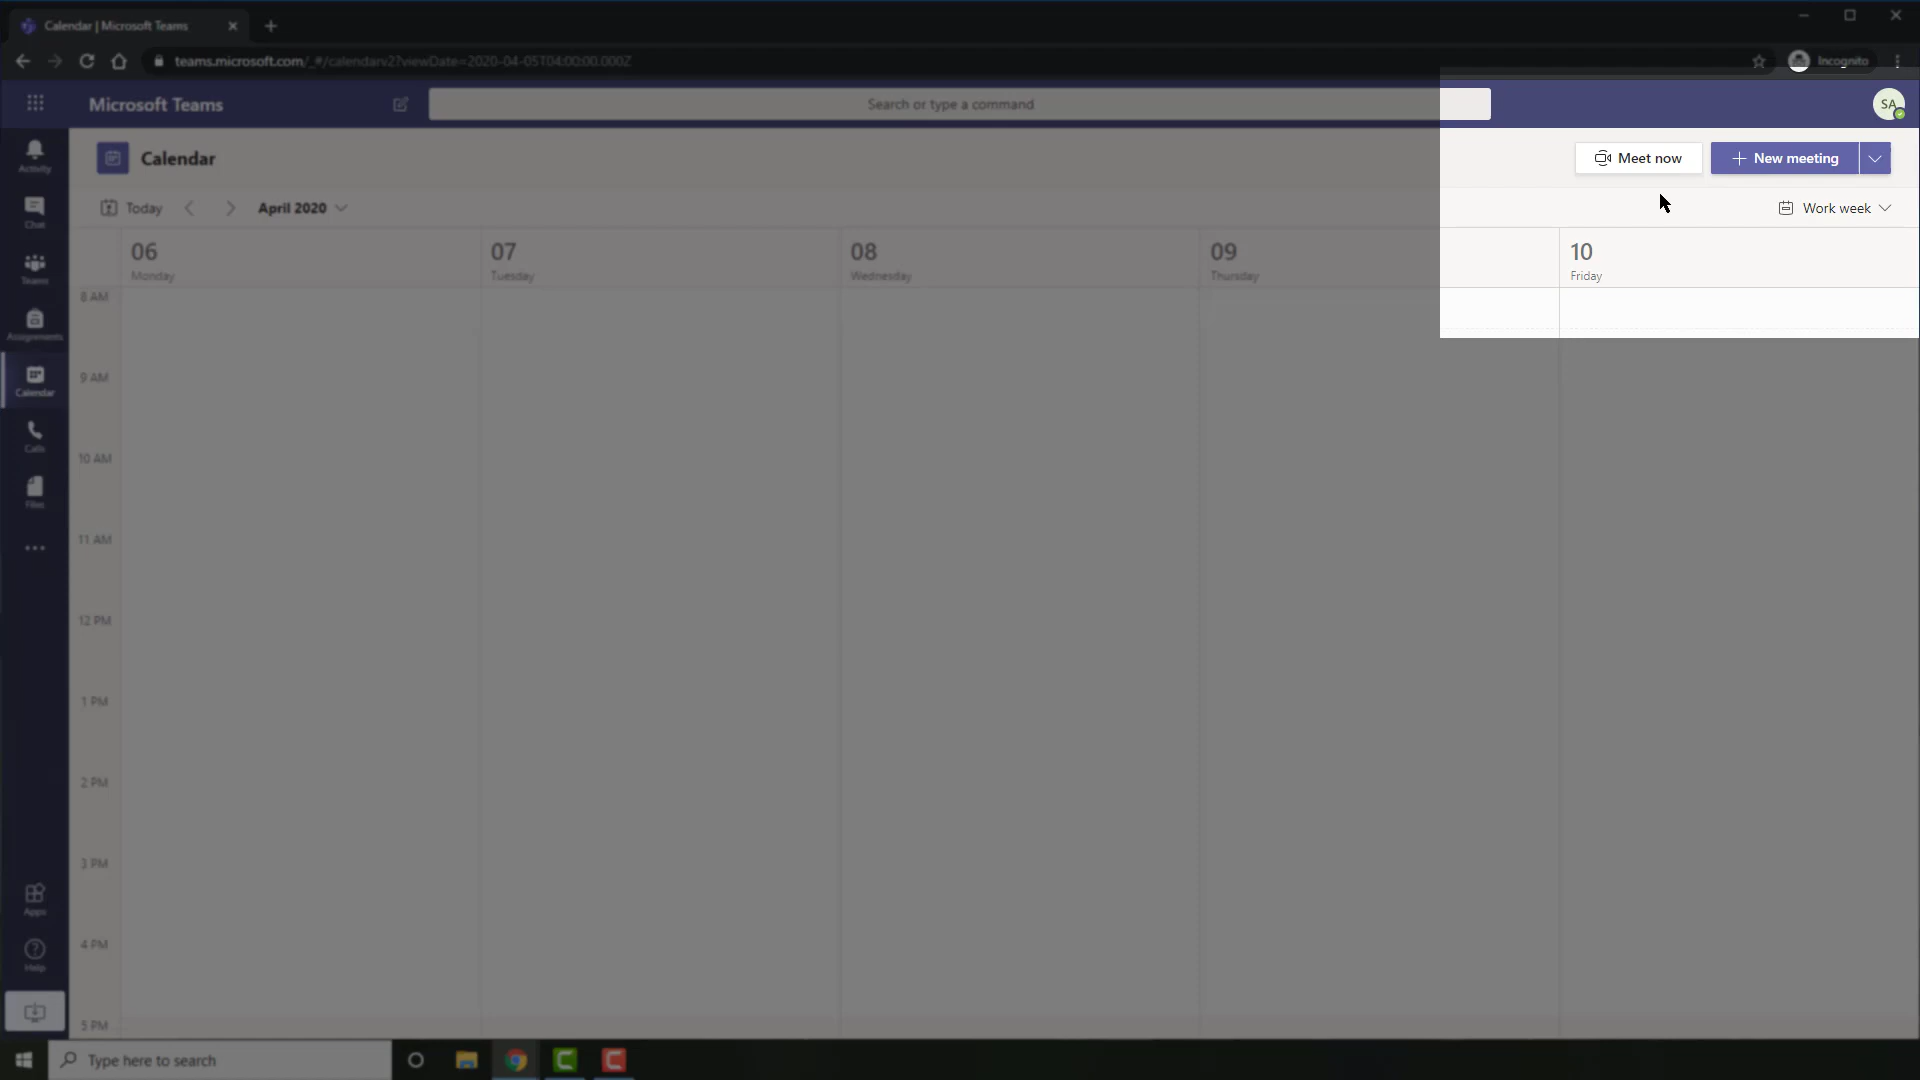 Calendar | Microsoft Teams
teams.microsoft.com/_#/calendarv2?viewDate=2020-04-05T04:00:00.000Z
Incognito
Microsoft Teams
Search or type a command
SA
Activity
Chat
Teams
Assignments
Calendar
Calls
Files
Apps
Help
Calendar
Meet now
New meeting
Today
April 2020
Work week
06
Monday
07
Tuesday
08
Wednesday
09
Thursday
10
Friday
8 AM
9 AM
10 AM
11 AM
12 PM
1 PM
2 PM
3 PM
4 PM
5 PM
Type here to search